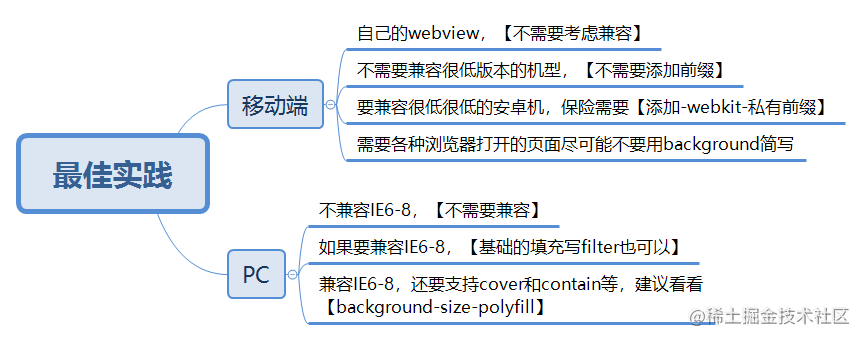 最佳实践
移动端
自己的webview，【不需要考虑兼容】
不需要兼容很低版本的机型，【不需要添加前缀】
要兼容很低很低的安卓机，保险需要【添加-webkit-私有前缀】
需要各种浏览器打开的页面尽可能不要用background简写
PC
不兼容IE6-8，【不需要兼容】
如果要兼容IE6-8，【基础的填充写filter也可以】
兼容IE6-8，还要支持cover和contain等，建议看看
【background-size-polyfill】
@稀土掘金技术社区